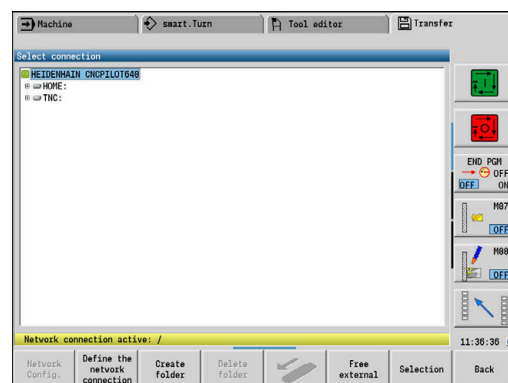 Machine
smart.Turn
Tool editor
Transfer
Select connection
HEIDENHAIN CNCPILOT640
HOME:
TNC:
END PGM
OFF
OFF ON
M07
OFF
M08
OFF
Network connection active: /
11:36:36
Network Config.
Define the network connection
Create folder
Delete folder
Free external
Selection
Back